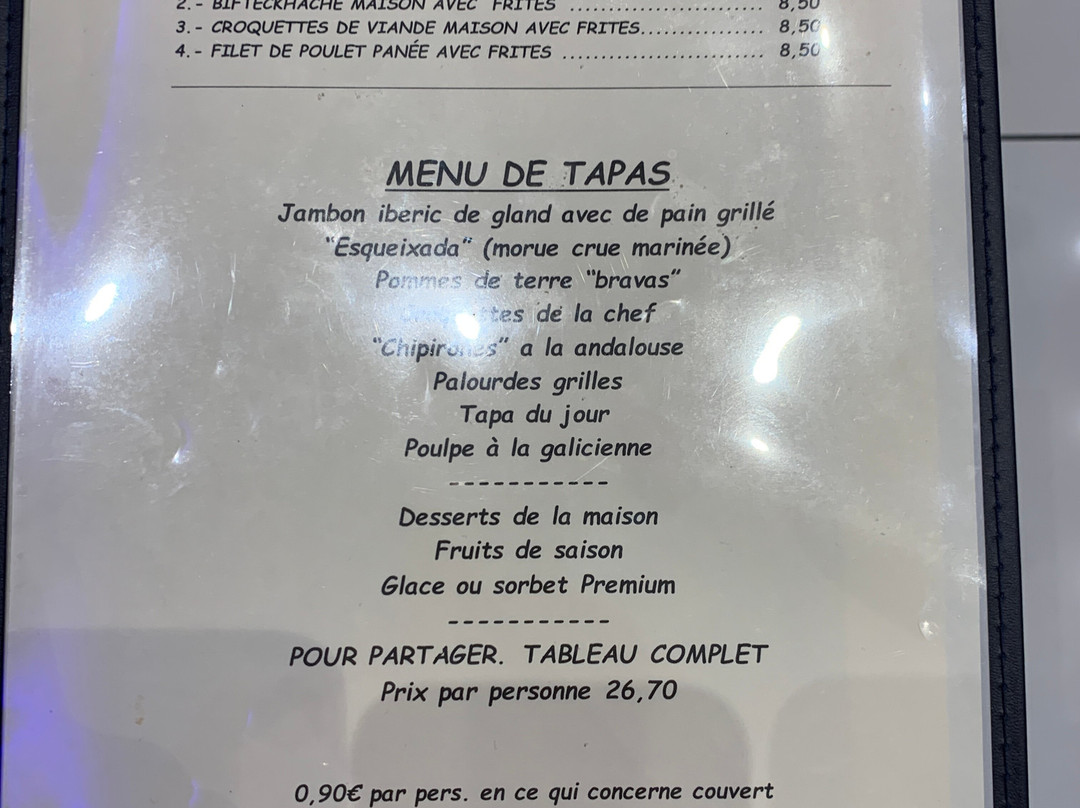 2.- BIFTECKHACHÉ MAISON AVEC FRITES ........................ 8,50
3.- CROQUETTES DE VIANDE MAISON AVEC FRITES............... 8,50
4.- FILET DE POULET PANÉE AVEC FRITES ......................... 8,50
MENU DE TAPAS
Jambon iberic de gland avec de pain grillé
"Esqueixada" (morue crue marinée)
Pommes de terre "bravas"
de la chef
"Chipirones" a la andalouse
Palourdes grilles
Tapa du jour
Poulpe à la galicienne
-----------
Desserts de la maison
Fruits de saison
Glace ou sorbet Premium
-----------
POUR PARTAGER. TABLEAU COMPLET
Prix par personne 26,70
0,90€ par pers. en ce qui concerne couvert